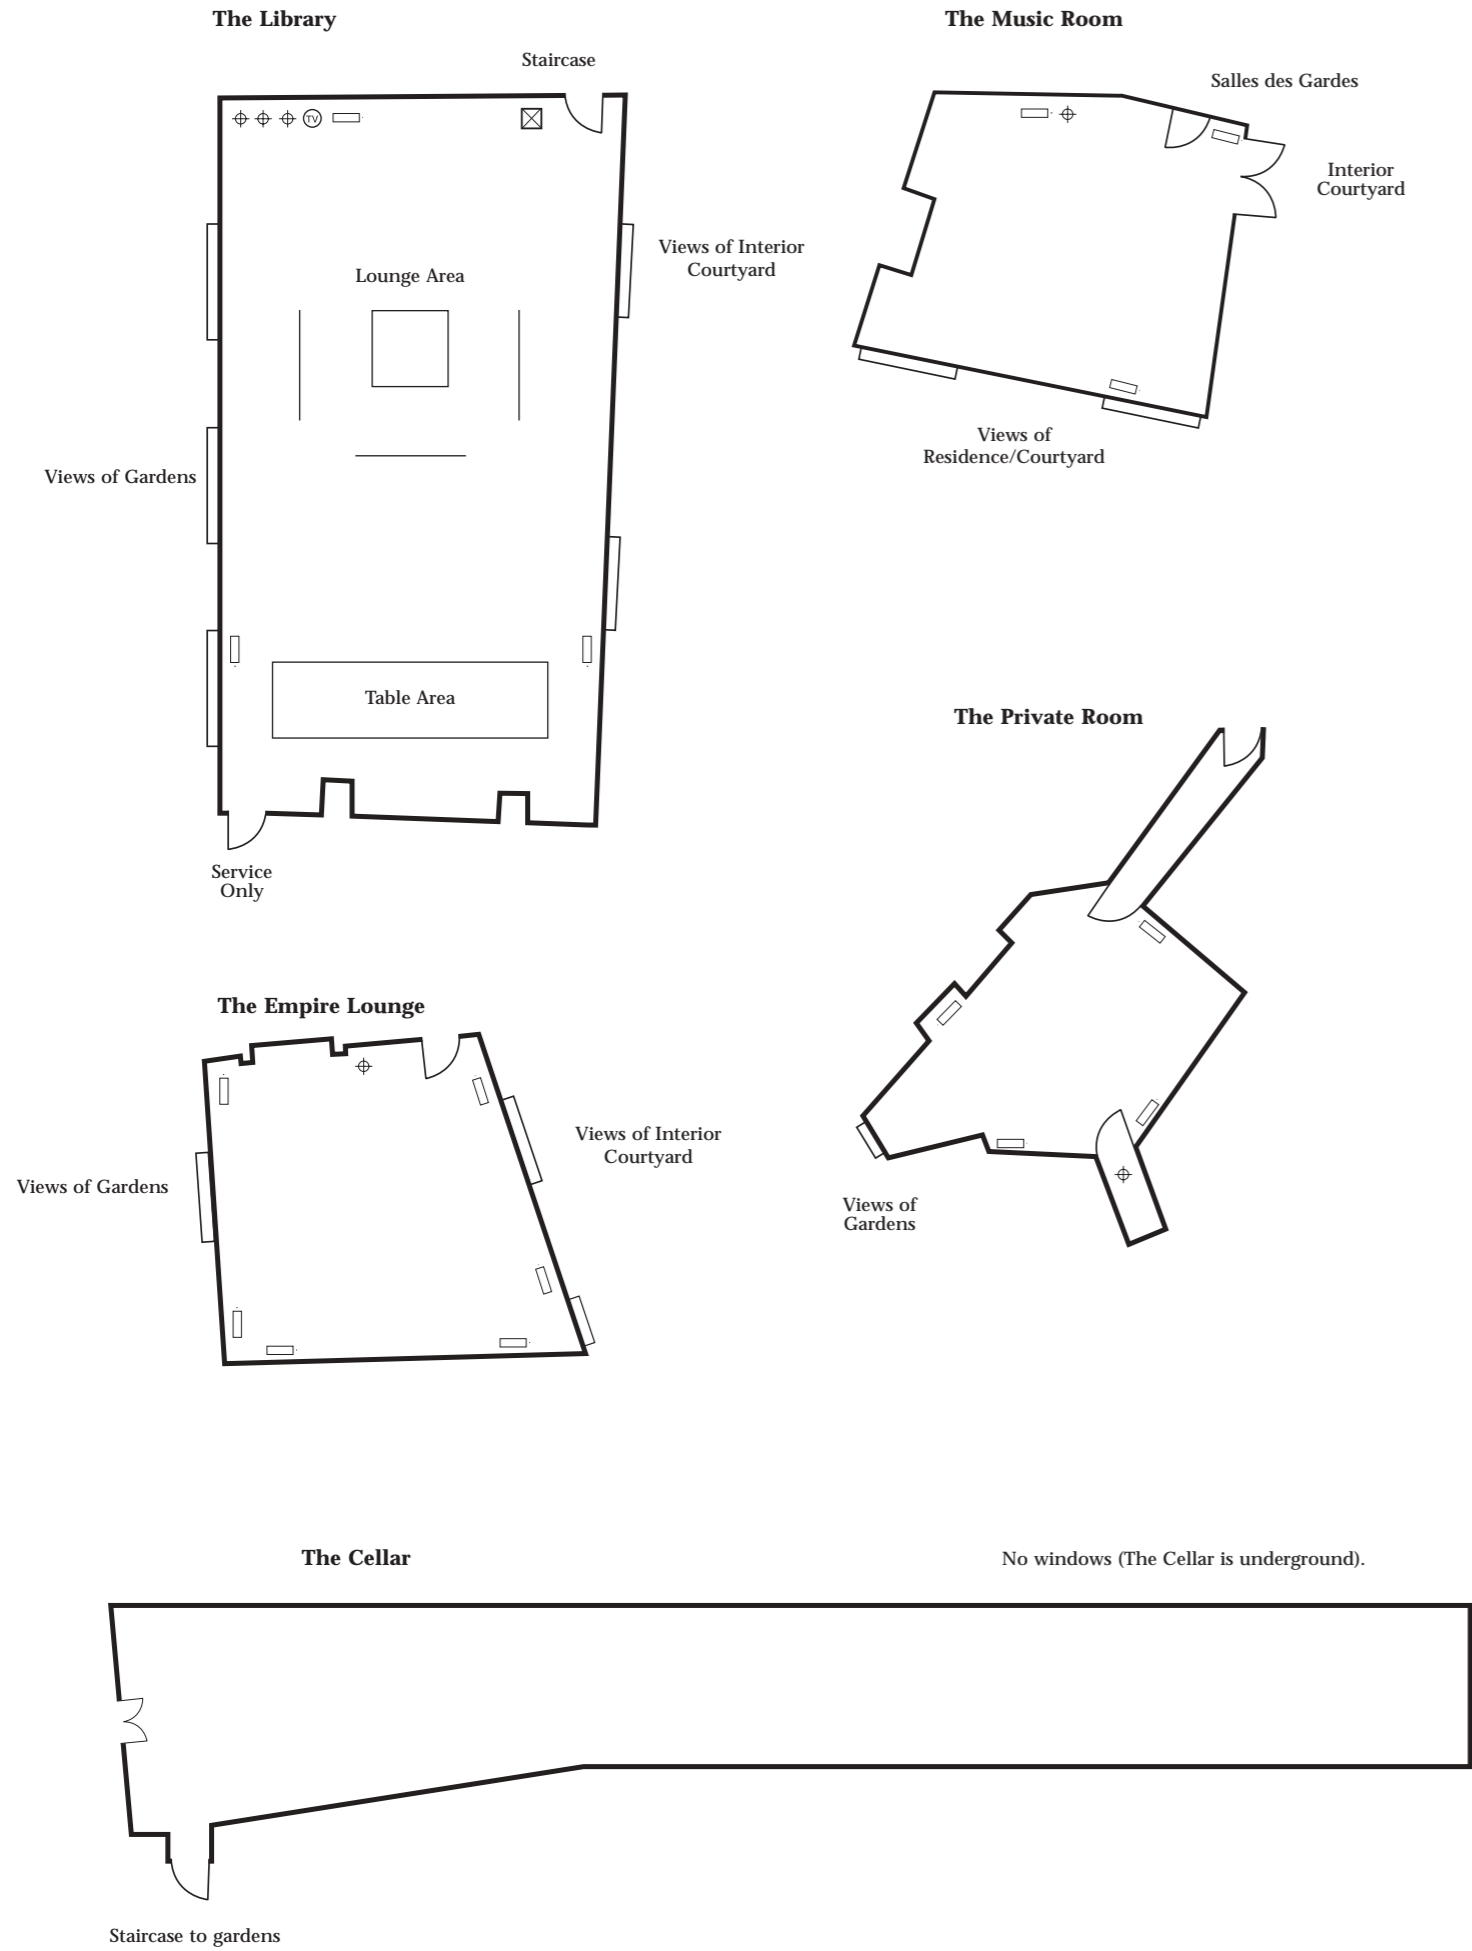 The Library
Staircase
TV
Lounge Area
Views of Interior
Courtyard
Views of Gardens
Table Area
Service
Only
The Music Room
Salles des Gardes
Interior
Courtyard
Views of
Residence/Courtyard
The Private Room
Views of
Gardens
The Empire Lounge
Views of Interior
Courtyard
Views of Gardens
The Cellar
No windows (The Cellar is underground).
Staircase to gardens